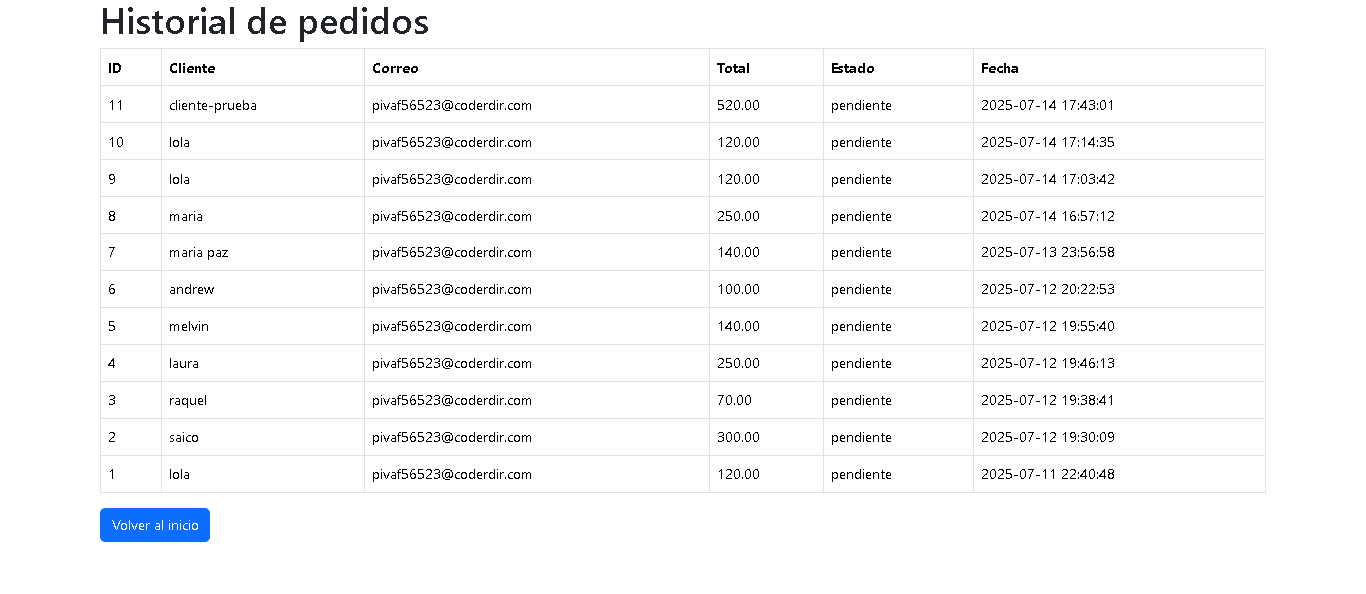 Historial de pedidos
ID Cliente Correo Total Estado Fecha
11 cliente-prueba pivaf56523@coderdir.com 520.00 pendiente 2025-07-14 17:43:01
10 lola pivaf56523@coderdir.com 120.00 pendiente 2025-07-14 17:14:35
9 lola pivaf56523@coderdir.com 120.00 pendiente 2025-07-14 17:03:42
8 maria pivaf56523@coderdir.com 250.00 pendiente 2025-07-14 16:57:12
7 maria paz pivaf56523@coderdir.com 140.00 pendiente 2025-07-13 23:56:58
6 andrew pivaf56523@coderdir.com 100.00 pendiente 2025-07-12 20:22:53
5 melvin pivaf56523@coderdir.com 140.00 pendiente 2025-07-12 19:55:40
4 laura pivaf56523@coderdir.com 250.00 pendiente 2025-07-12 19:46:13
3 raquel pivaf56523@coderdir.com 70.00 pendiente 2025-07-12 19:38:41
2 saico pivaf56523@coderdir.com 300.00 pendiente 2025-07-12 19:30:09
1 lola pivaf56523@coderdir.com 120.00 pendiente 2025-07-11 22:40:48
Volver al inicio